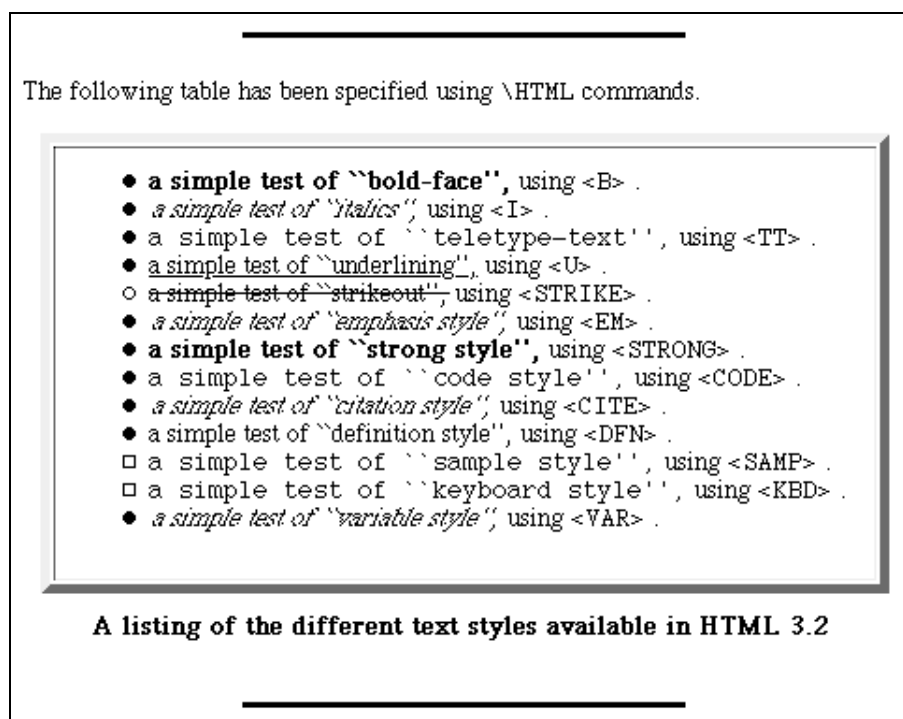 The following table has been specified using \HTML commands.
● a simple test of ``bold-face'', using <B> .
● a simple test of ``italics'', using <I> .
● a simple test of ``teletype-text'', using <TT> .
● a simple test of ``underlining'', using <U> .
○ a simple test of ``strikeout'', using <STRIKE> .
● a simple test of ``emphasis style'', using <EM> .
● a simple test of ``strong style'', using <STRONG> .
● a simple test of ``code style'', using <CODE> .
● a simple test of ``citation style'', using <CITE> .
● a simple test of ``definition style'', using <DFN> .
□ a simple test of ``sample style'', using <SAMP> .
□ a simple test of ``keyboard style'', using <KBD> .
● a simple test of ``variable style'', using <VAR> .
A listing of the different text styles available in HTML 3.2